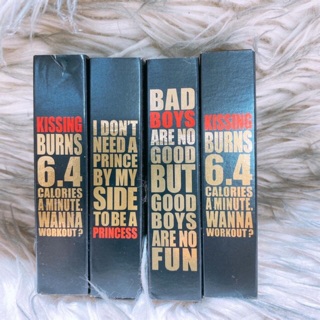 KISSING
BURNS
6.4
CALORIES
A MINUTE.
WANNA
WORKOUT?
I DON'T
NEED A
PRINCE
BY MY
SIDE
TO BE A
PRINCESS
BAD
BOYS
ARE NO
GOOD
BUT
GOOD
BOYS
ARE NO
FUN
KISSING
BURNS
6.4
CALORIES
A MINUTE.
WANNA
WORKOUT?